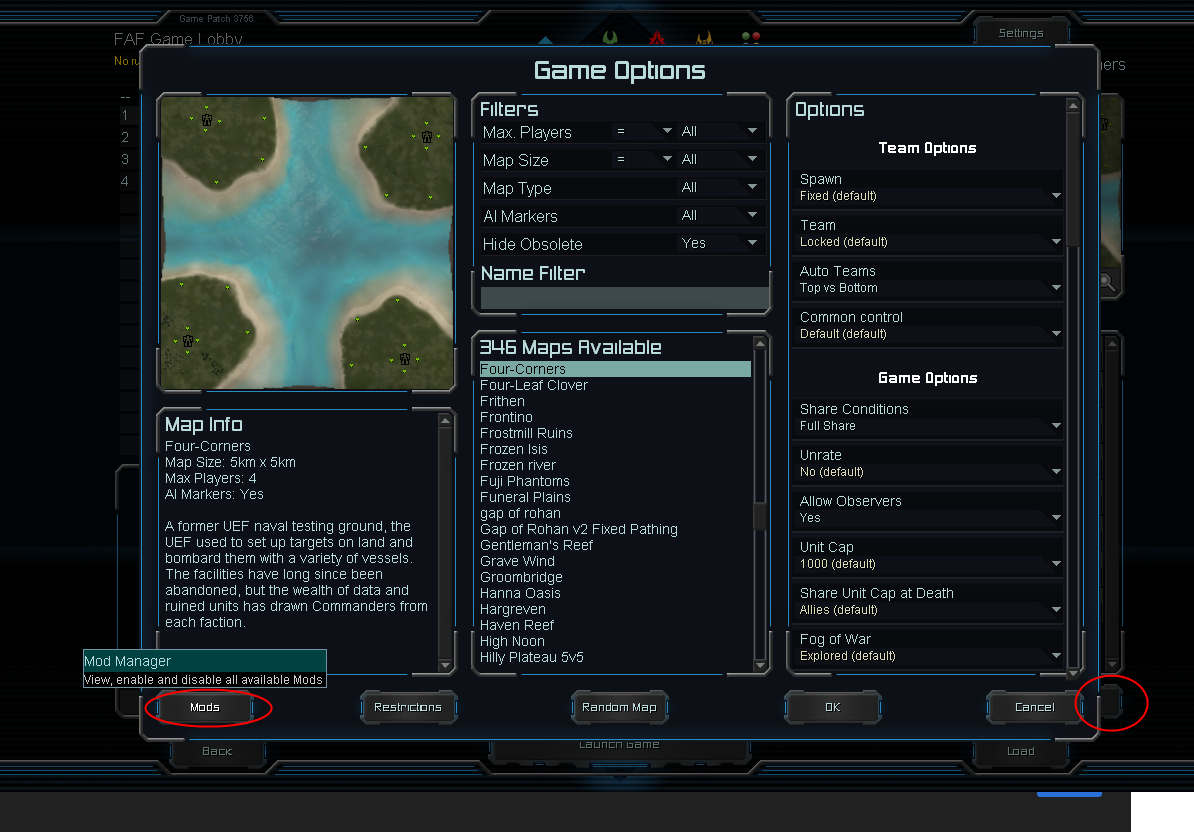 Game Patch 3756
FAF Game Lobby
Settings
No ru
ners
Game Options
--
1
2
3
4
Filters
Max. Players = All
Map Size = All
Map Type All
AI Markers All
Hide Obsolete Yes
Name Filter
346 Maps Available
Four-Corners
Four-Leaf Clover
Frithen
Frontino
Frostmill Ruins
Frozen Isis
Frozen river
Fuji Phantoms
Funeral Plains
gap of rohan
Gap of Rohan v2 Fixed Pathing
Gentleman's Reef
Grave Wind
Groombridge
Hanna Oasis
Hargreven
Haven Reef
High Noon
Hilly Plateau 5v5
Options
Team Options
Spawn
Fixed (default)
Team
Locked (default)
Auto Teams
Top vs Bottom
Common control
Default (default)
Game Options
Share Conditions
Full Share
Unrate
No (default)
Allow Observers
Yes
Unit Cap
1000 (default)
Share Unit Cap at Death
Allies (default)
Fog of War
Explored (default)
Map Info
Four-Corners
Map Size: 5km x 5km
Max Players: 4
AI Markers: Yes
A former UEF naval testing ground, the
UEF used to set up targets on land and
bombard them with a variety of vessels.
The facilities have long since been
abandoned, but the wealth of data and
ruined units has drawn Commanders from
each faction.
Mod Manager
View, enable and disable all available Mods
Mods
Restrictions
Random Map
OK
Cancel
Back
Launch Game
Load